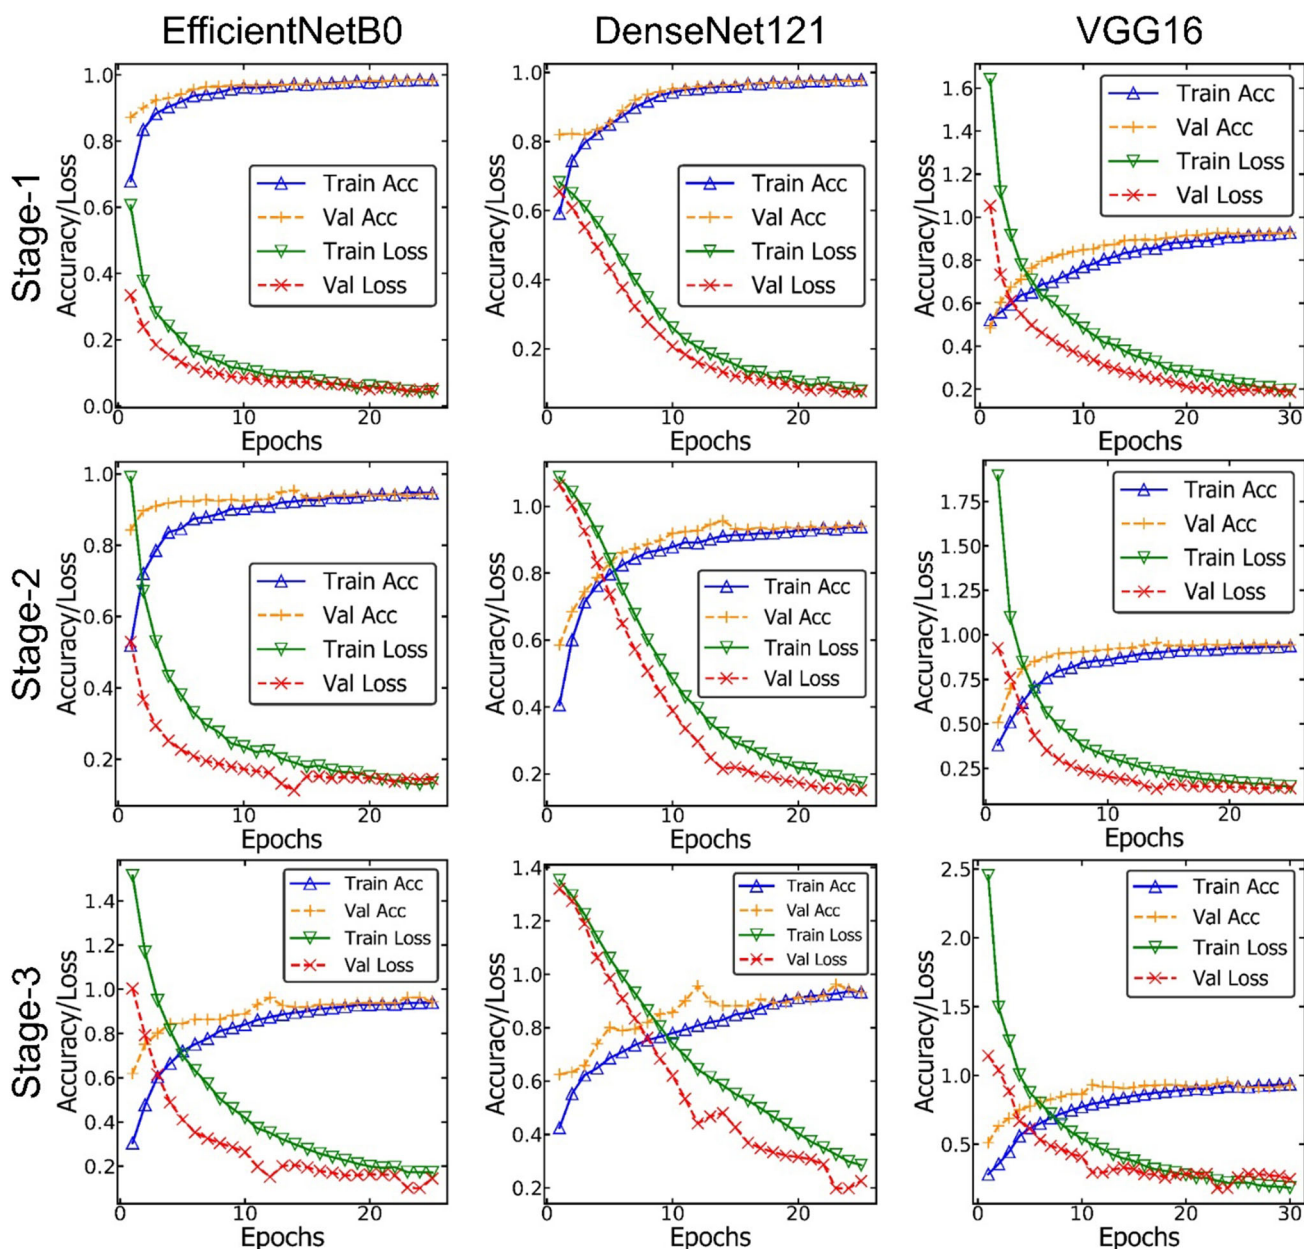 EfficientNetB0 DenseNet121 VGG16
Stage-1
Accuracy/Loss
1.0
0.8
0.6
0.4
0.2
0.0
Train Acc
Val Acc
Train Loss
Val Loss
0 10 20
Epochs
Accuracy/Loss
1.0
0.8
0.6
0.4
0.2
Train Acc
Val Acc
Train Loss
Val Loss
0 10 20
Epochs
Accuracy/Loss
1.6
1.4
1.2
1.0
0.8
0.6
0.4
0.2
Train Acc
Val Acc
Train Loss
Val Loss
0 10 20 30
Epochs
Stage-2
Accuracy/Loss
1.0
0.8
0.6
0.4
0.2
Train Acc
Val Acc
Train Loss
Val Loss
0 10 20
Epochs
Accuracy/Loss
1.0
0.8
0.6
0.4
0.2
Train Acc
Val Acc
Train Loss
Val Loss
0 10 20
Epochs
Accuracy/Loss
1.75
1.50
1.25
1.00
0.75
0.50
0.25
Train Acc
Val Acc
Train Loss
Val Loss
0 10 20 30
Epochs
Stage-3
Accuracy/Loss
1.4
1.2
1.0
0.8
0.6
0.4
0.2
Train Acc
Val Acc
Train Loss
Val Loss
0 10 20
Epochs
Accuracy/Loss
1.4
1.2
1.0
0.8
0.6
0.4
0.2
Train Acc
Val Acc
Train Loss
Val Loss
0 10 20
Epochs
Accuracy/Loss
2.5
2.0
1.5
1.0
0.5
Train Acc
Val Acc
Train Loss
Val Loss
0 10 20 30
Epochs